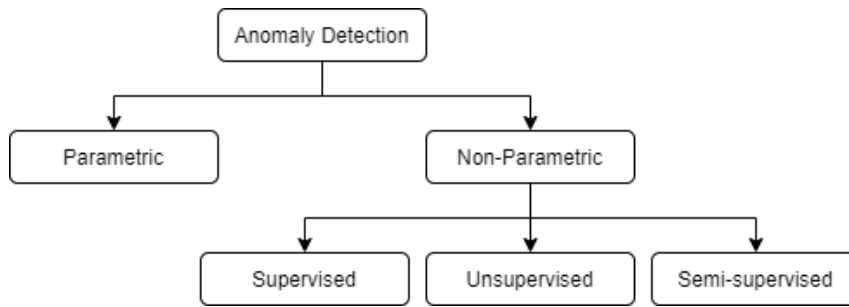 Anomaly Detection
Parametric
Non-Parametric
Supervised
Unsupervised
Semi-supervised